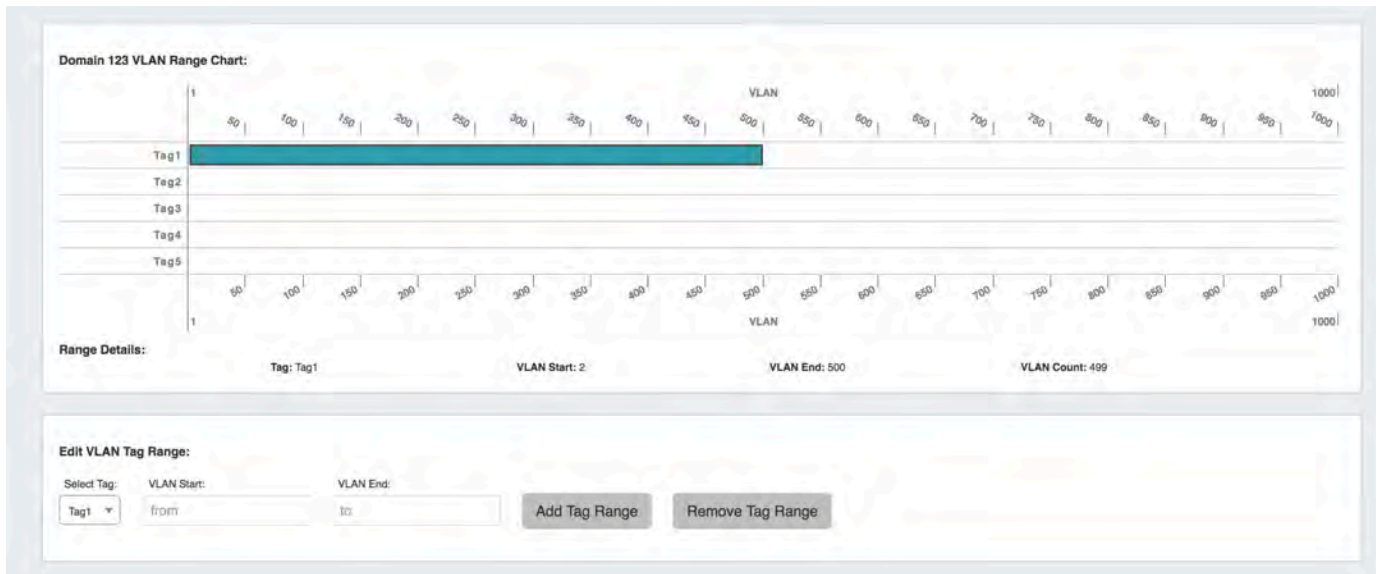 Domain 123 VLAN Range Chart:
1 VLAN 1000
50 100 150 200 250 300 350 400 450 500 550 600 650 700 750 800 850 900 950 1000
Tag1
Tag2
Tag3
Tag4
Tag5
50 100 150 200 250 300 350 400 450 500 550 600 650 700 750 800 850 900 950 1000
1 VLAN 1000
Range Details:
Tag: Tag1 VLAN Start: 2 VLAN End: 500 VLAN Count: 499
Edit VLAN Tag Range:
Select Tag: VLAN Start: VLAN End:
Tag1 from to Add Tag Range Remove Tag Range